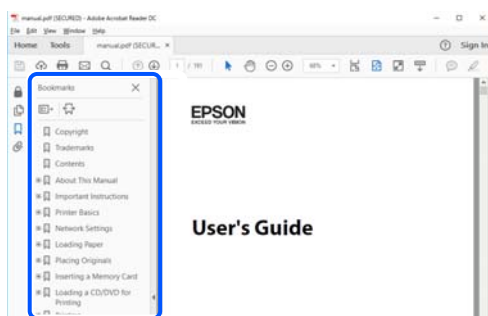 manual.pdf (SECURED) - Adobe Acrobat Reader DC
File Edit View Window Help
Home Tools manual.pdf (SECUR... × Sign In
1 / 191
Bookmarks ×
EPSON
EXCEED YOUR VISION
Copyright
Trademarks
Contents
About This Manual
Important Instructions
Printer Basics
Network Settings
User's Guide
Loading Paper
Placing Originals
Inserting a Memory Card
Loading a CD/DVD for
Printing